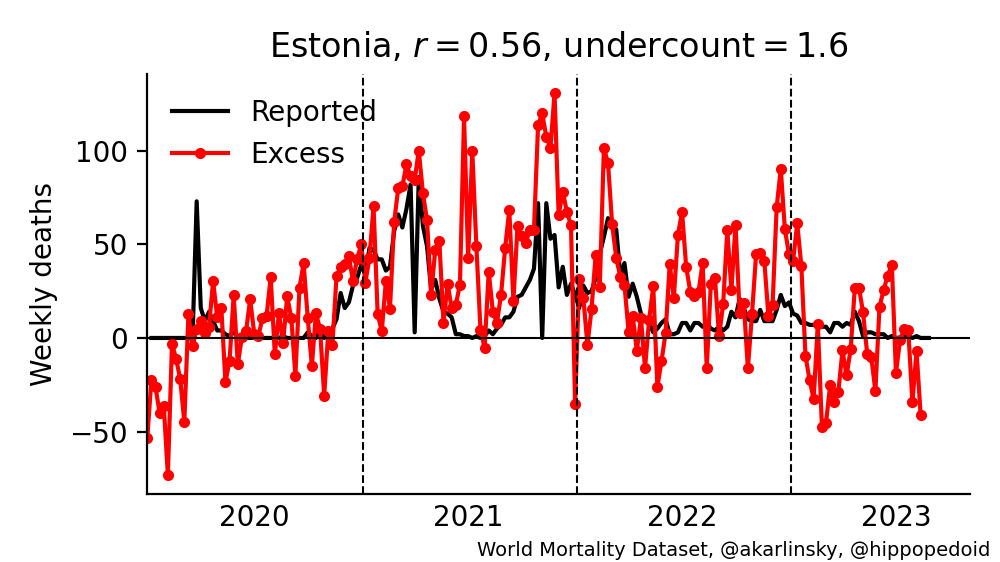 Estonia, r = 0.56, undercount = 1.6
Reported
Excess
Weekly deaths
100
50
0
−50
2020 2021 2022 2023
World Mortality Dataset, @akarlinsky, @hippopedoid